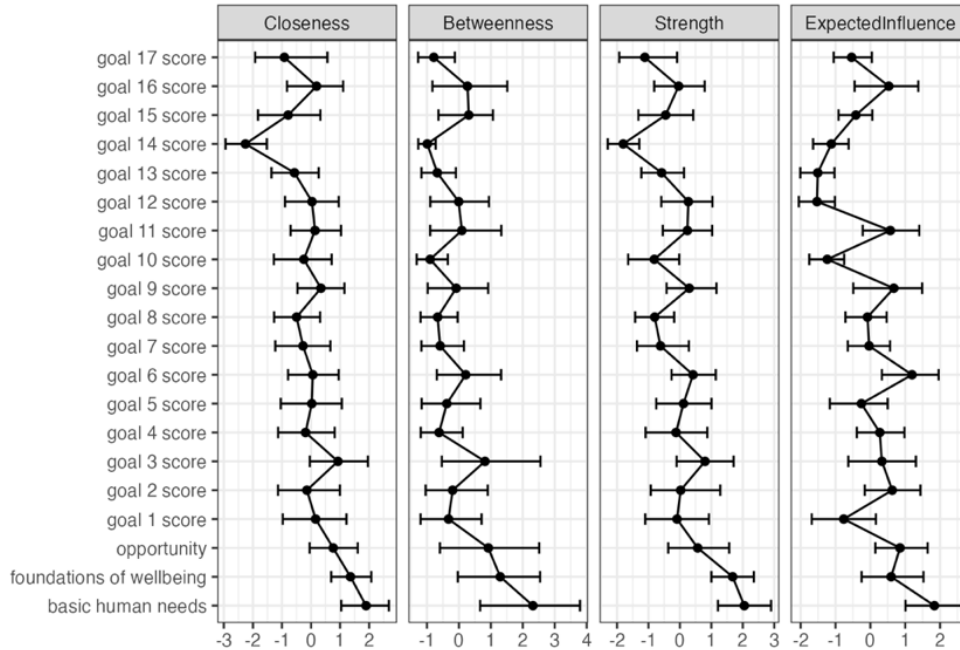 Closeness Betweenness Strength ExpectedInfluence
goal 17 score
goal 16 score
goal 15 score
goal 14 score
goal 13 score
goal 12 score
goal 11 score
goal 10 score
goal 9 score
goal 8 score
goal 7 score
goal 6 score
goal 5 score
goal 4 score
goal 3 score
goal 2 score
goal 1 score
opportunity
foundations of wellbeing
basic human needs
-3 -2 -1 0 1 2 -1 0 1 2 3 4 -2 -1 0 1 2 3 -2 -1 0 1 2